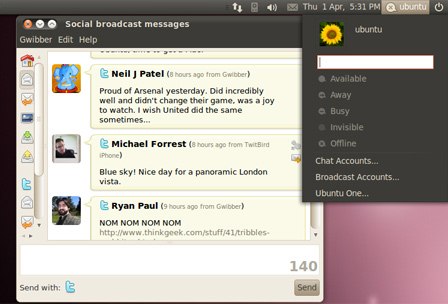 Thu 1 Apr, 5:31 PM ubuntu
Social broadcast messages
Gwibber Edit Help
Neil J Patel (8 hours ago from Gwibber)
Proud of Arsenal yesterday. Did incredibly
well and didn't change their game, was a joy
to watch. I wish United did the same
sometimes...
Michael Forrest (8 hours ago from TwitBird
iPhone)
Blue sky! Nice day for a panoramic London
vista.
Ryan Paul (9 hours ago from Gwibber)
NOM NOM NOM NOM
http://www.thinkgeek.com/stuff/41/tribbles-
140
Send with:
Send
ubuntu
Available
Away
Busy
Invisible
Offline
Chat Accounts...
Broadcast Accounts...
Ubuntu One...